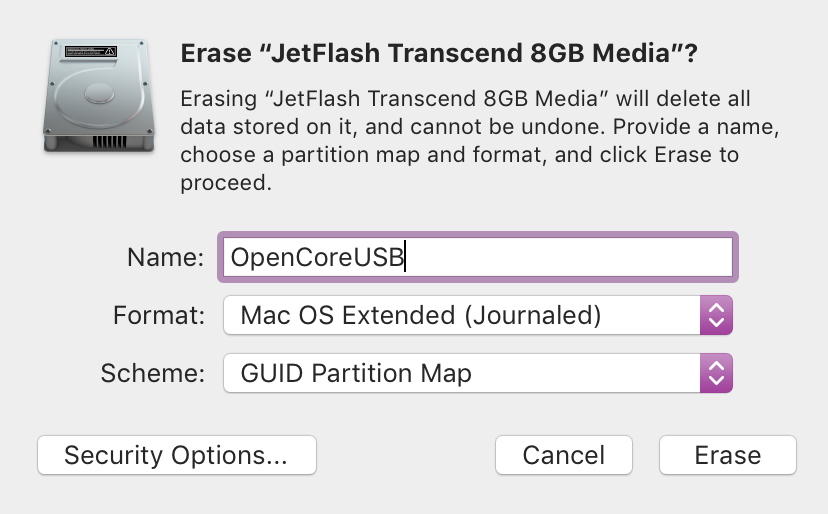 Erase “JetFlash Transcend 8GB Media”?
Erasing “JetFlash Transcend 8GB Media” will delete all
data stored on it, and cannot be undone. Provide a name,
choose a partition map and format, and click Erase to
proceed.
Name: OpenCoreUSB
Format: Mac OS Extended (Journaled)
Scheme: GUID Partition Map
Security Options... Cancel Erase